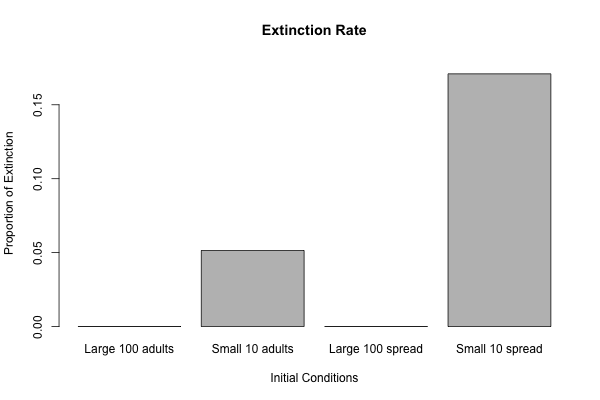 Extinction Rate
Proportion of Extinction
0.15
0.10
0.05
0.00
Large 100 adults
Small 10 adults
Large 100 spread
Small 10 spread
Initial Conditions